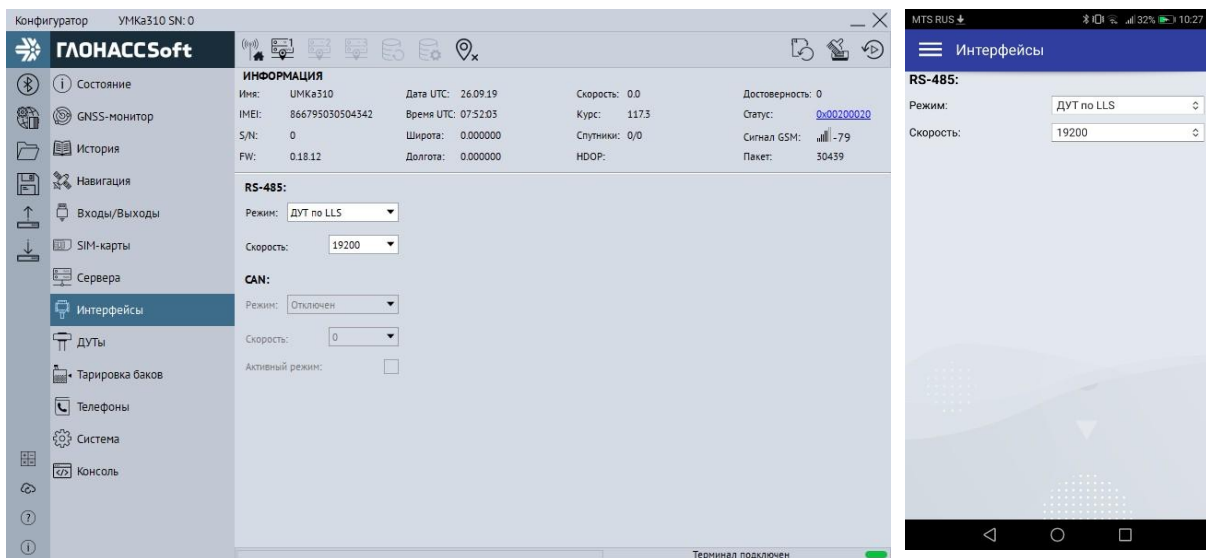 Конфигуратор УМКа310 SN: 0
ГЛОНАССSoft
Состояние
GNSS-монитор
История
Навигация
Входы/Выходы
SIM-карты
Сервера
Интерфейсы
ДУТы
Тарировка баков
Телефоны
Система
Консоль
ИНФОРМАЦИЯ
Имя: UMKa310 Дата UTC: 26.09.19 Скорость: 0.0 Достоверность: 0
IMEI: 866795030504342 Время UTC: 07:52:03 Курс: 117.3 Статус: 0x00200020
S/N: 0 Широта: 0.000000 Спутники: 0/0 Сигнал GSM: -79
FW: 0.18.12 Долгота: 0.000000 HDOP: Пакет: 30439
RS-485:
Режим: ДУТ по LLS
Скорость: 19200
CAN:
Режим: Отключен
Скорость: 0
Активный режим:
Терминал подключен
MTS RUS 32% 10:27
Интерфейсы
RS-485:
Режим: ДУТ по LLS
Скорость: 19200